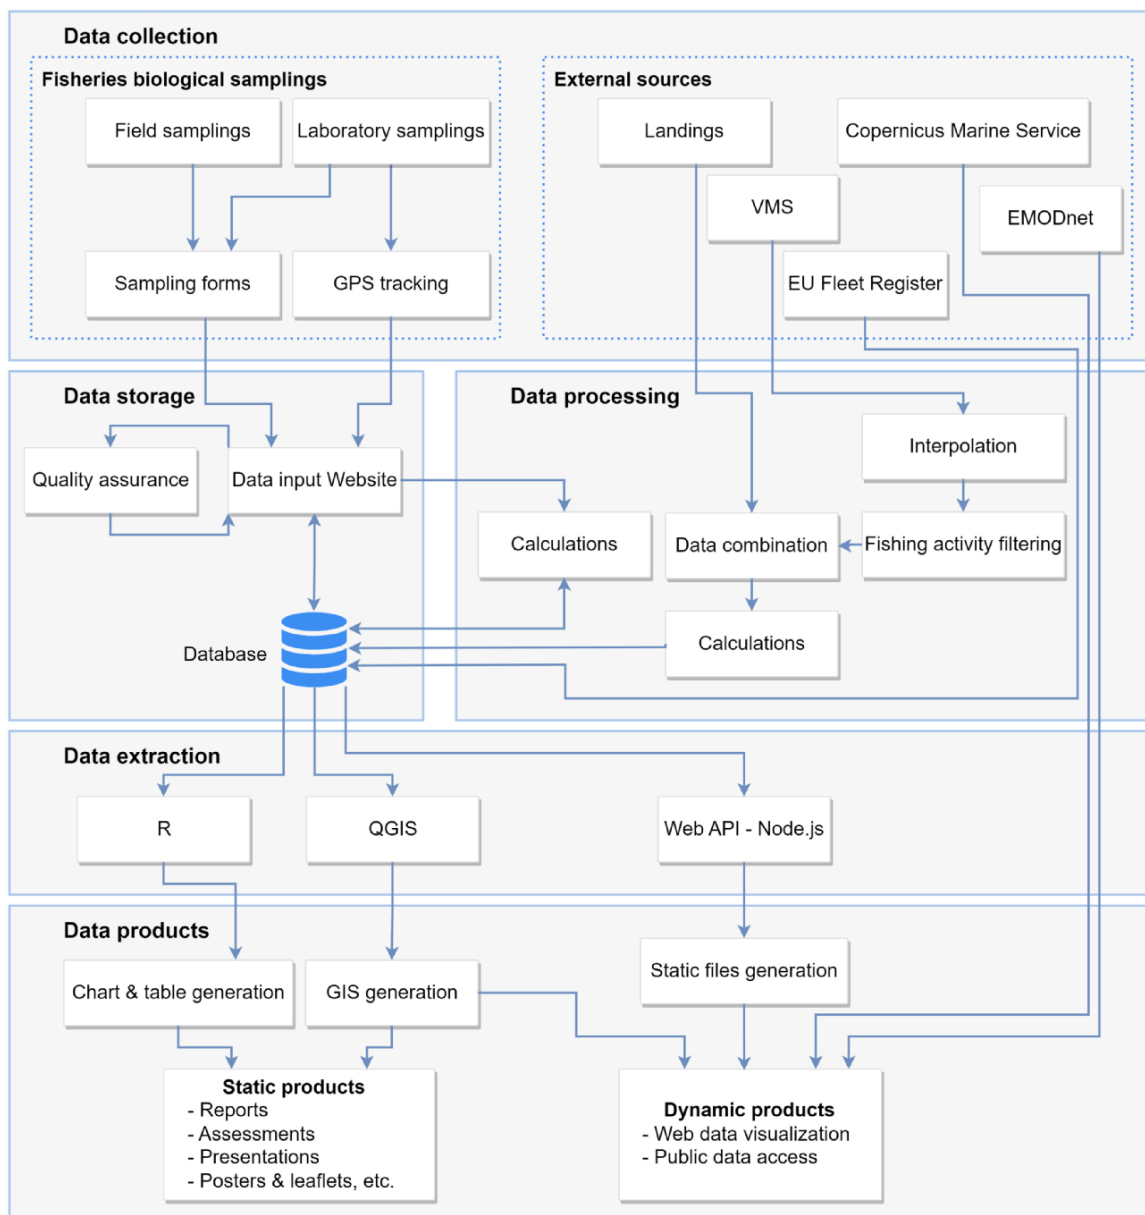 Data collection
Fisheries biological samplings
Field samplings
Laboratory samplings
Sampling forms
GPS tracking
External sources
Landings
Copernicus Marine Service
VMS
EMODnet
EU Fleet Register
Data storage
Quality assurance
Data input Website
Database
Data processing
Interpolation
Calculations
Data combination
Fishing activity filtering
Calculations
Data extraction
R
QGIS
Web API - Node.js
Data products
Chart & table generation
GIS generation
Static files generation
Static products
- Reports
- Assessments
- Presentations
- Posters & leaflets, etc.
Dynamic products
- Web data visualization
- Public data access